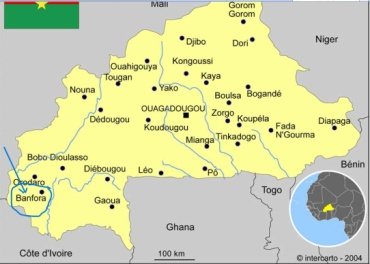 Mali
Gorom
Gorom
Djibo
Dori
Niger
Ouahigouya
Kongoussi
Tougan
Kaya
Yako
Nouna
Boulsa
Bogandé
OUAGADOUGOU
Dédougou
Zorgo
Koupéla
Koudougou
Fada
N'Gourma
Diapaga
Mianga
Tinkadogo
Bobo Dioulasso
Bénin
Orodaro
Diébougou
Léo
Pô
Banfora
Gaoua
Togo
Ghana
Côte d'Ivoire
100 km
© intercarto - 2004